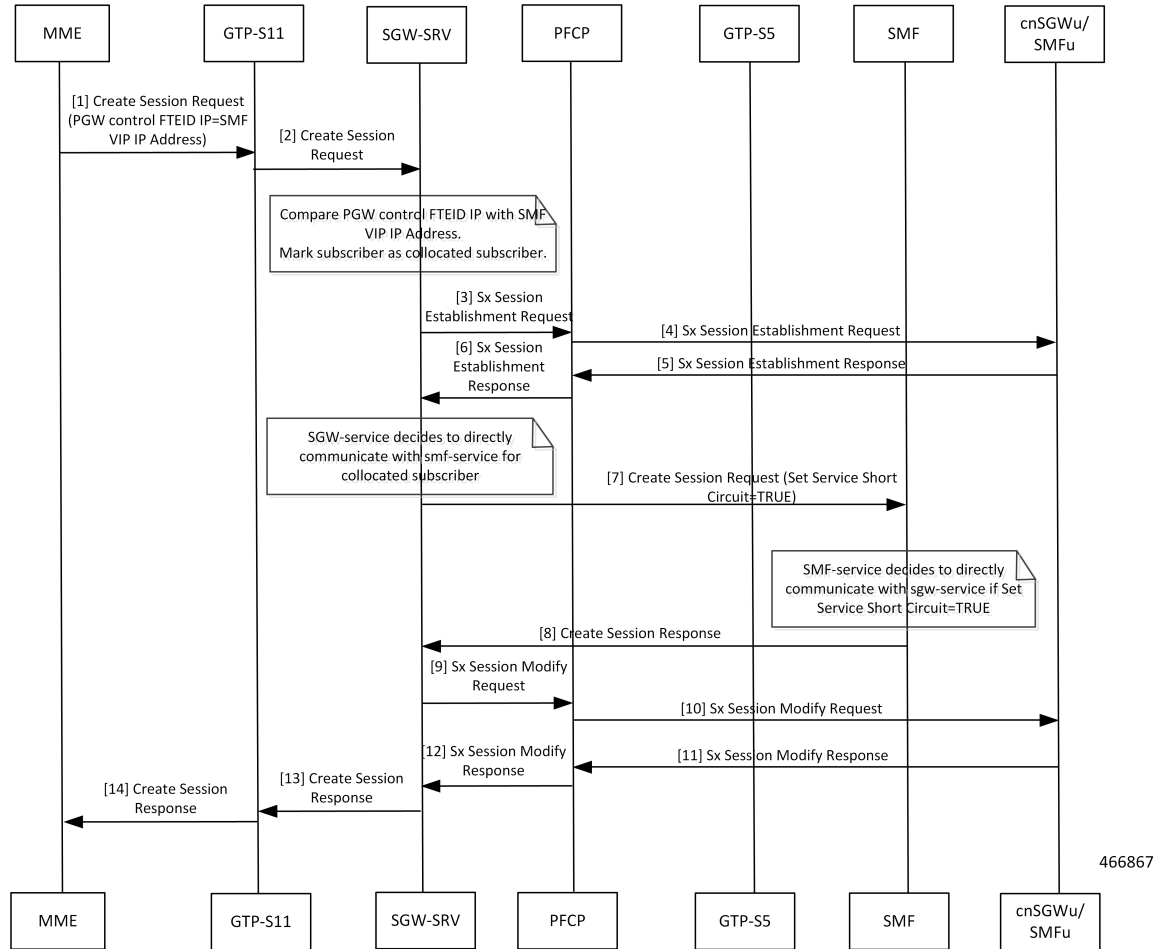 MME
GTP-S11
SGW-SRV
PFCP
GTP-S5
SMF
cnSGWu/
SMFu
[1] Create Session Request
(PGW control FTEID IP=SMF
VIP IP Address)
[2] Create Session
Request
Compare PGW control FTEID IP with SMF
VIP IP Address.
Mark subscriber as collocated subscriber.
[3] Sx Session
Establishment Request
[4] Sx Session Establishment Request
[5] Sx Session Establishment Response
[6] Sx Session
Establishment
Response
SGW-service decides to directly
communicate with smf-service for
collocated subscriber
[7] Create Session Request (Set Service Short
Circuit=TRUE)
SMF-service decides to directly
communicate with sgw-service if Set
Service Short Circuit=TRUE
[8] Create Session Response
[9] Sx Session Modify
Request
[10] Sx Session Modify Request
[11] Sx Session Modify Response
[12] Sx Session Modify
Response
[13] Create Session
Response
[14] Create Session
Response
466867
MME
GTP-S11
SGW-SRV
PFCP
GTP-S5
SMF
cnSGWu/
SMFu